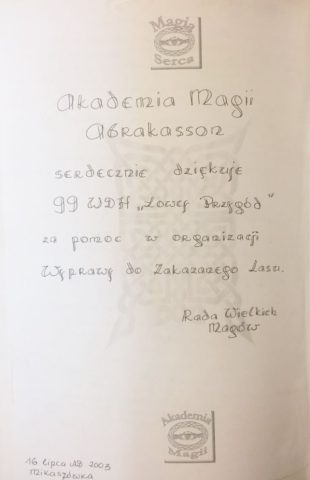 Magia
Serca
Akademia Magii
Abrakasson
serdecznie dziękuje
99 WDH „Łowcy Przygód"
za pomoc w organizacji
Wyprawy do Zakazanego Lasu.
Rada Wielkich
Magów
Akademia
Magii
16 lipca AD 2003
Mikaszówka